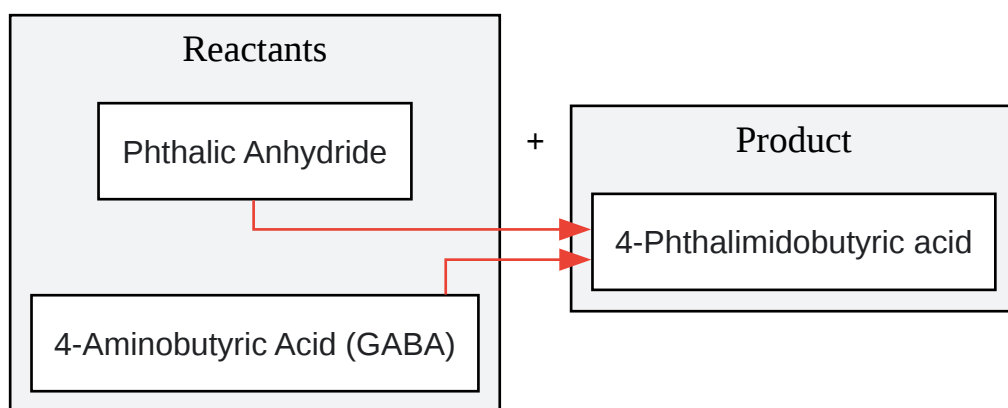 Reactants
Phthalic Anhydride
4-Aminobutyric Acid (GABA)
+
Product
4-Phthalimidobutyric acid